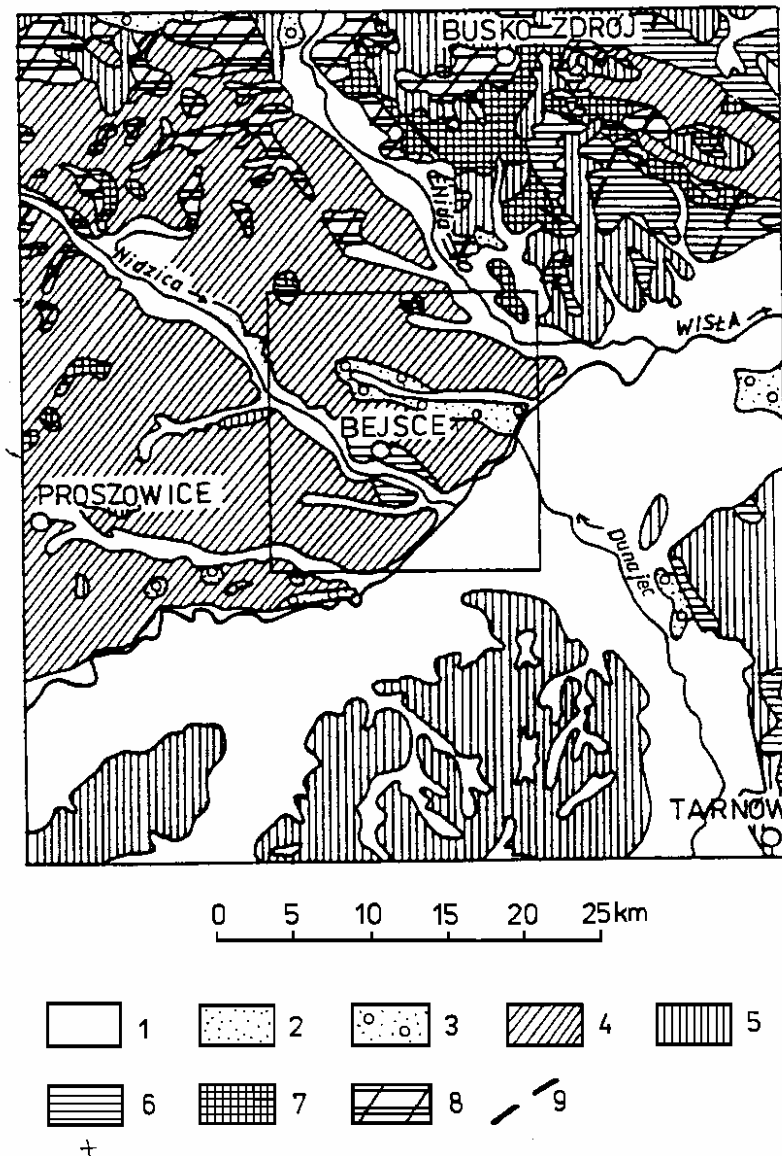 BUSKO-ZDRÓJ
Nida
Nidzica
WISŁA
BEJSCE
PROSZOWICE
Dunajec
TARNÓW
0 5 10 15 20 25km
1 2 3 4 5
6 7 8 9
+